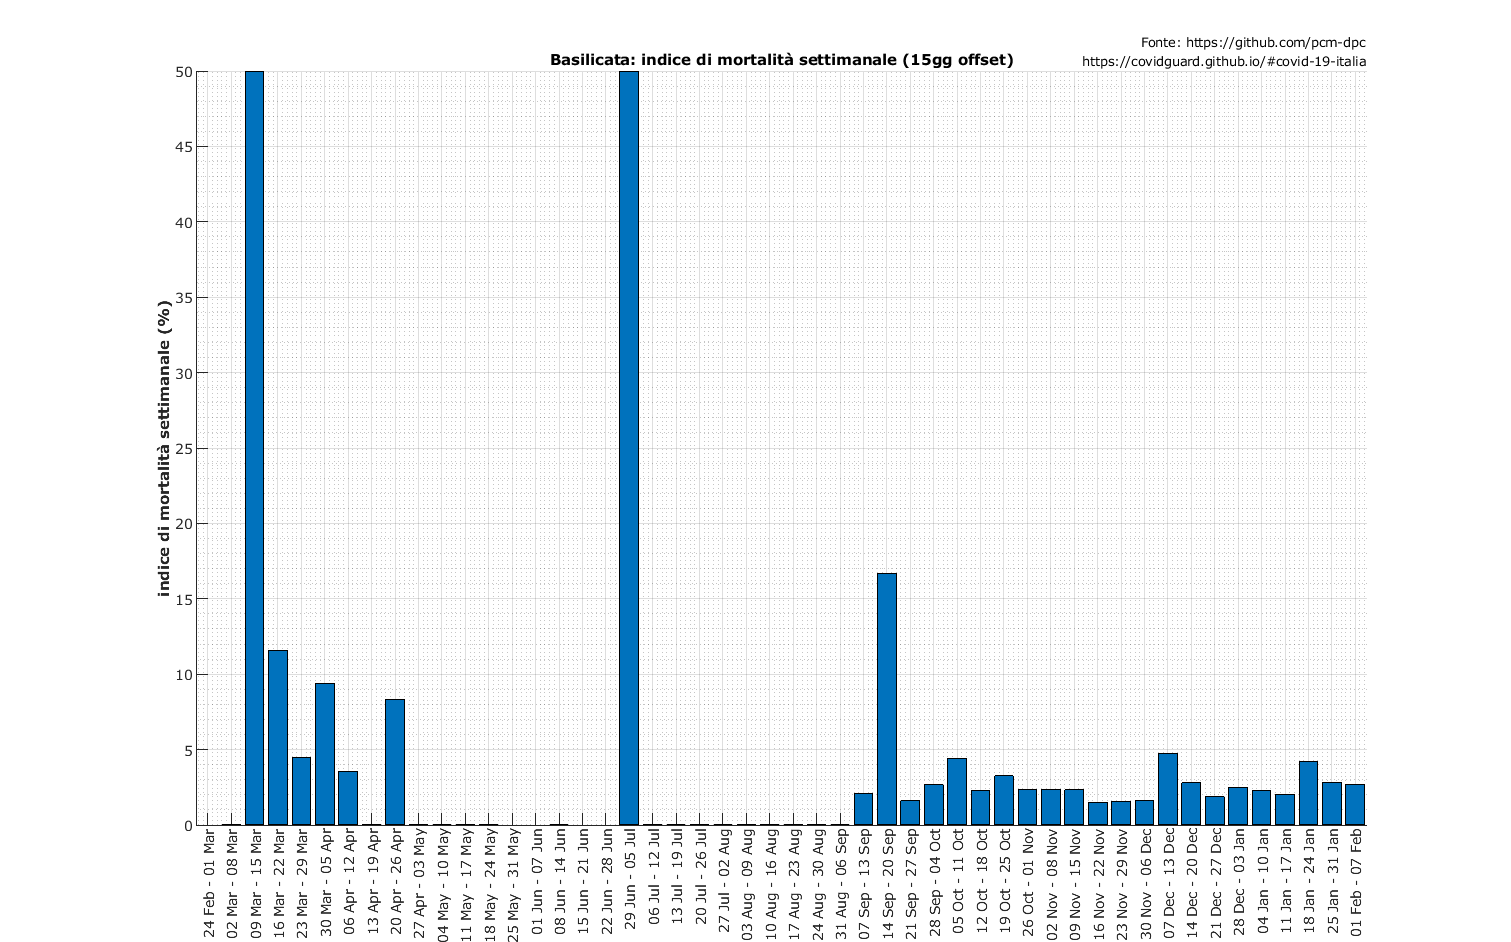 Fonte: https://github.com/pcm-dpc
Basilicata: indice di mortalità settimanale (15gg offset)
https://covidguard.github.io/#covid-19-italia
indice di mortalità settimanale (%)
50
45
40
35
30
25
20
15
10
5
0
24 Feb - 01 Mar
02 Mar - 08 Mar
09 Mar - 15 Mar
16 Mar - 22 Mar
23 Mar - 29 Mar
30 Mar - 05 Apr
06 Apr - 12 Apr
13 Apr - 19 Apr
20 Apr - 26 Apr
27 Apr - 03 May
04 May - 10 May
11 May - 17 May
18 May - 24 May
25 May - 31 May
01 Jun - 07 Jun
08 Jun - 14 Jun
15 Jun - 21 Jun
22 Jun - 28 Jun
29 Jun - 05 Jul
06 Jul - 12 Jul
13 Jul - 19 Jul
20 Jul - 26 Jul
27 Jul - 02 Aug
03 Aug - 09 Aug
10 Aug - 16 Aug
17 Aug - 23 Aug
24 Aug - 30 Aug
31 Aug - 06 Sep
07 Sep - 13 Sep
14 Sep - 20 Sep
21 Sep - 27 Sep
28 Sep - 04 Oct
05 Oct - 11 Oct
12 Oct - 18 Oct
19 Oct - 25 Oct
26 Oct - 01 Nov
02 Nov - 08 Nov
09 Nov - 15 Nov
16 Nov - 22 Nov
23 Nov - 29 Nov
30 Nov - 06 Dec
07 Dec - 13 Dec
14 Dec - 20 Dec
21 Dec - 27 Dec
28 Dec - 03 Jan
04 Jan - 10 Jan
11 Jan - 17 Jan
18 Jan - 24 Jan
25 Jan - 31 Jan
01 Feb - 07 Feb